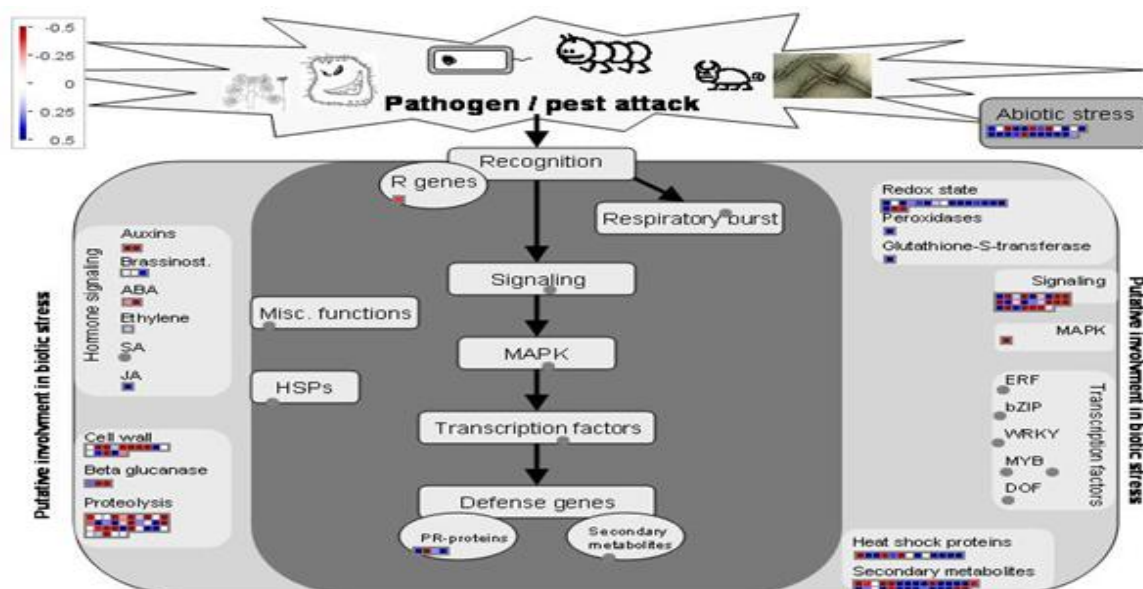 -0.5
-0.25
0
0.25
0.5
Pathogen / pest attack
Abiotic stress
Recognition
R genes
Respiratory burst
Redox state
Peroxidases
Glutathione-S-transferase
Hormone signaling
Auxins
Brassinost.
ABA
Ethylene
SA
JA
Signaling
Signaling
Misc. functions
MAPK
MAPK
HSPs
Putative involvment in biotic stress
Putative involvment in biotic stress
ERF
bZIP
WRKY
MYB
DOF
Transcription factors
Transcription factors
Cell wall
Beta glucanase
Proteolysis
Defense genes
PR-proteins
Secondary
metabolites
Heat shock proteins
Secondary metabolites